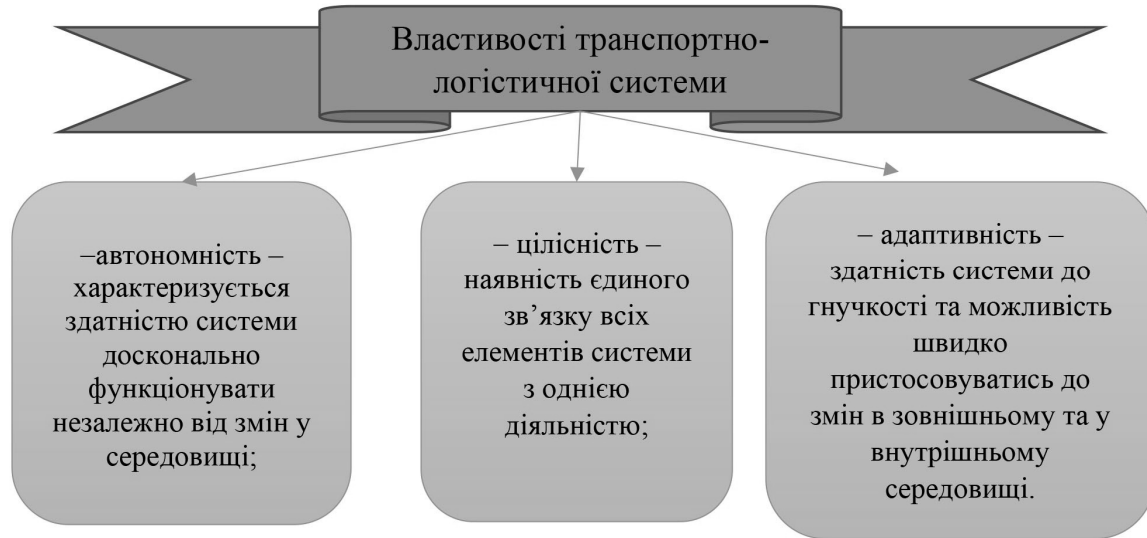 Властивості транспортно-
логістичної системи
–автономність –
характеризується
здатністю системи
досконально
функціонувати
незалежно від змін у
середовищі;
– цілісність –
наявність єдиного
зв’язку всіх
елементів системи
з однією
діяльністю;
– адаптивність –
здатність системи до
гнучкості та можливість
швидко
пристосовуватись до
змін в зовнішньому та у
внутрішньому
середовищі.